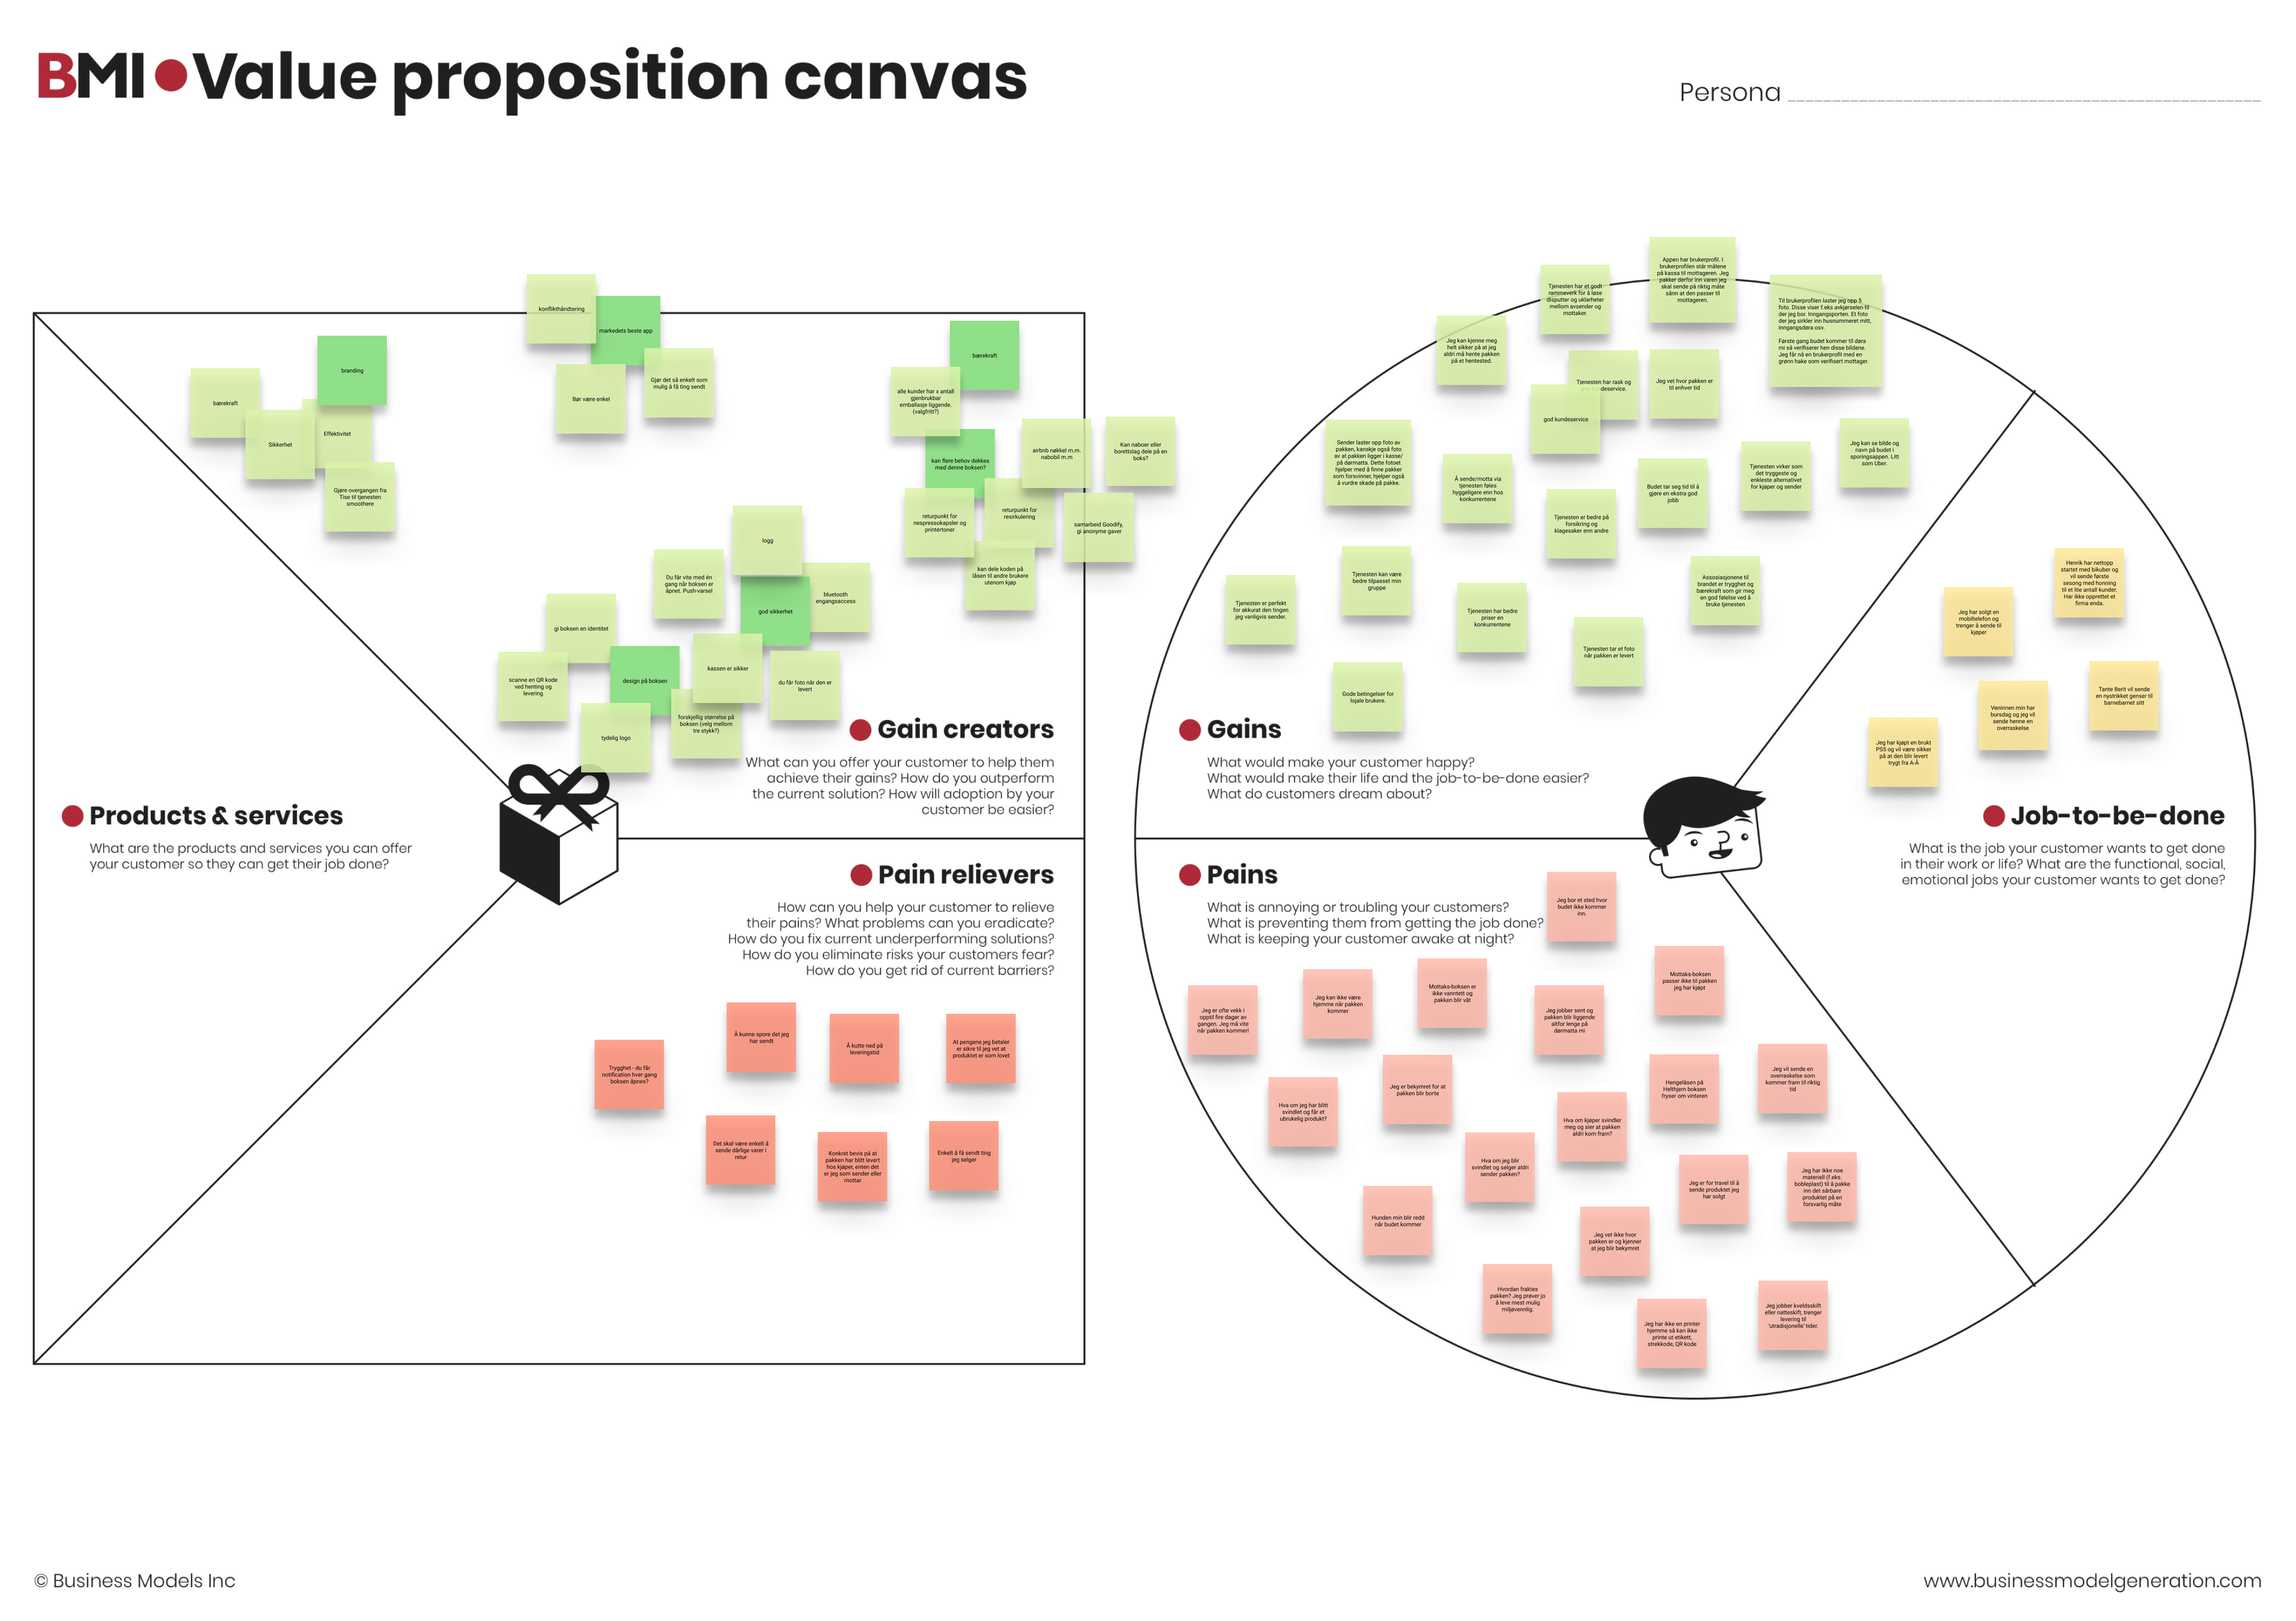 BMI Value proposition canvas
Persona
branding
bærekraft
Sikkerhet
Effektivitet
Gjøre overgangen fra
Tise til tjenesten
smoothere
konflikthåndtering
markedets beste app
Bør være enkel
Gjør det så enkelt som
mulig å få ting sendt
bærekraft
alle kunder har x antall
gjenbrukbar
emballasje liggende.
(valgfritt?)
kan flere behov dekkes
med denne boksen?
airbnb nøkkel m.m.
nabobil m.m
Kan naboer eller
borettslag dele på en
boks?
returpunkt for
nespressokapsler og
printertoner
returpunkt for
resirkulering
samarbeid Goodify,
gi anonyme gaver
kan dele koden på
låsen til andre brukere
utenom kjøp
logg
Du får vite med én
gang når boksen er
åpnet. Push-varsel
god sikkerhet
bluetooth
engangsaccess
gi boksen en identitet
scanne en QR kode
ved henting og
levering
design på boksen
kassen er sikker
du får foto når den er
levert
forskjellig størrelse på
boksen (velg mellom
tre stykk?)
tydelig logo
Gain creators
What can you offer your customer to help them
achieve their gains? How do you outperform
the current solution? How will adoption by your
customer be easier?
Products & services
What are the products and services you can offer
your customer so they can get their job done?
Pain relievers
How can you help your customer to relieve
their pains? What problems can you eradicate?
How do you fix current underperforming solutions?
How do you eliminate risks your customers fear?
How do you get rid of current barriers?
Trygghet - du får
notification hver gang
boksen åpnes?
Å kunne spore det jeg
har sendt
Å kutte ned på
leveringstid
At pengene jeg betaler
er sikre til jeg vet at
produktet er som lovet
Det skal være enkelt å
sende dårlige varer i
retur
Konkret bevis på at
pakken har blitt levert
hos kjøper, enten det
er jeg som sender eller
mottar
Enkelt å få sendt ting
jeg selger
Appen har brukerprofil. I
brukerprofilen står målene
på kassa til mottageren. Jeg
pakker derfor inn varen jeg
skal sende på riktig måte
sånn at den passer til
mottageren.
Tjenesten har et godt
rammeverk for å løse
disputter og uklarheter
mellom avsender og
mottaker.
Til brukerprofilen laster jeg opp 5
foto. Disse viser f.eks avkjørselen til
der jeg bor. Inngangsporten. Et foto
der jeg sirkler inn husnummeret mitt,
inngangsdøra osv.
Første gang budet kommer til døra
mi så verifiserer hen disse bildene.
Jeg får nå en brukerprofil med en
grønn hake som verifisert mottager.
Jeg kan kjenne meg
helt sikker på at jeg
aldri må hente pakken
på et hentested.
Tjenesten har rask og
deservice.
god kundeservice
Jeg vet hvor pakken er
til enhver tid
Sender laster opp foto av
pakken, kanskje også foto
av at pakken ligger i kasse/
på dørmatta. Dette fotoet
hjelper med å finne pakker
som forsvinner, hjelper også
å vurdre skade på pakke.
Å sende/motta via
tjenesten føles
hyggeligere enn hos
konkurrentene
Tjenesten er bedre på
forsikring og
klagesaker enn andre
Budet tar seg tid til å
gjøre en ekstra god
jobb
Tjenesten virker som
det tryggeste og
enkleste alternativet
for kjøper og sender
Jeg kan se bilde og
navn på budet i
sporingsappen. Litt
som Uber.
Tjenesten er perfekt
for akkurat den tingen
jeg vanligvis sender.
Tjenesten kan være
bedre tilpasset min
gruppe
Tjenesten har bedre
priser en
konkurrentene
Assosiasjonene til
brandet er trygghet og
bærekraft som gir meg
en god følelse ved å
bruke tjenesten
Tjenesten tar et foto
når pakken er levert
Gode betingelser for
lojale brukere.
Gains
What would make your customer happy?
What would make their life and the job-to-be-done easier?
What do customers dream about?
Henrik har nettopp
startet med bikuber og
vil sende første
sesong med honning
til et lite antall kunder.
Har ikke opprettet et
firma enda.
Jeg har solgt en
mobiltelefon og
trenger å sende til
kjøper
Tante Berit vil sende
en nystrikket genser til
barnebarnet sitt
Veninnen min har
bursdag og jeg vil
sende henne en
overraskelse
Jeg har kjøpt en brukt
PS5 og vil være sikker
på at den blir levert
trygt fra A-Å
Job-to-be-done
What is the job your customer wants to get done
in their work or life? What are the functional, social,
emotional jobs your customer wants to get done?
Pains
What is annoying or troubling your customers?
What is preventing them from getting the job done?
What is keeping your customer awake at night?
Jeg bor et sted hvor
budet ikke kommer
inn.
Mottaks-boksen
passer ikke til pakken
jeg har kjøpt
Jeg er ofte vekk i
opptil fire dager av
gangen. Jeg må vite
når pakken kommer!
Jeg kan ikke være
hjemme når pakken
kommer
Mottaks-boksen er
ikke vanntett og
pakken blir våt
Jeg jobber sent og
pakken blir liggende
altfor lenge på
dørmatta mi
Hva om jeg har blitt
svindlet og får et
ubrukelig produkt?
Jeg er bekymret for at
pakken blir borte
Hengelåsen på
Helthjem boksen
fryser om vinteren
Jeg vil sende en
overraskelse som
kommer fram til riktig
tid
Hva om kjøper svindler
meg og sier at pakken
aldri kom fram?
Hva om jeg blir
svindlet og selger aldri
sender pakken?
Jeg er for travel til å
sende produktet jeg
har solgt
Jeg har ikke noe
materiell (f.eks.
bobleplast) til å pakke
inn det sårbare
produktet på en
forsvarlig måte
Hunden min blir redd
når budet kommer
Jeg vet ikke hvor
pakken er og kjenner
at jeg blir bekymret
Hvordan fraktes
pakken? Jeg prøver jo
å leve mest mulig
miljøvennlig.
Jeg har ikke en printer
hjemme så kan ikke
printe ut etikett,
strekkode, QR kode
Jeg jobber kveldsskift
eller natteskift, trenger
levering til
'utradisjonelle' tider.
© Business Models Inc
www.businessmodelgeneration.com